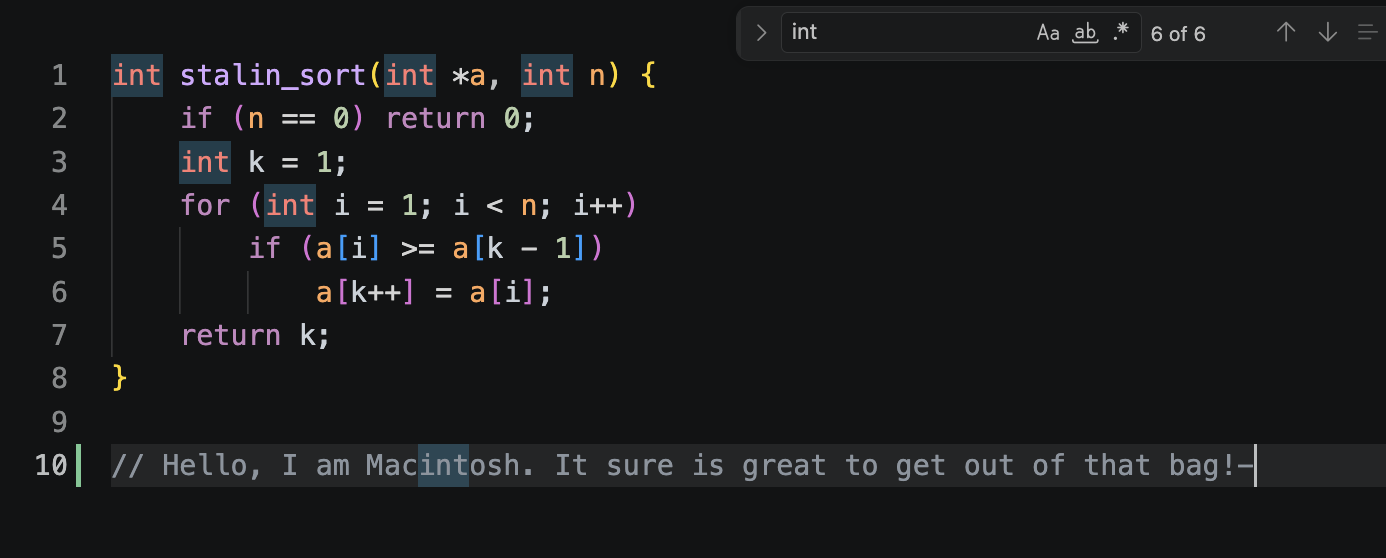 int
Aa ab .* 6 of 6
1 int stalin_sort(int *a, int n) {
2     if (n == 0) return 0;
3     int k = 1;
4     for (int i = 1; i < n; i++)
5         if (a[i] >= a[k - 1])
6             a[k++] = a[i];
7     return k;
8 }
9
10 // Hello, I am Macintosh. It sure is great to get out of that bag!—